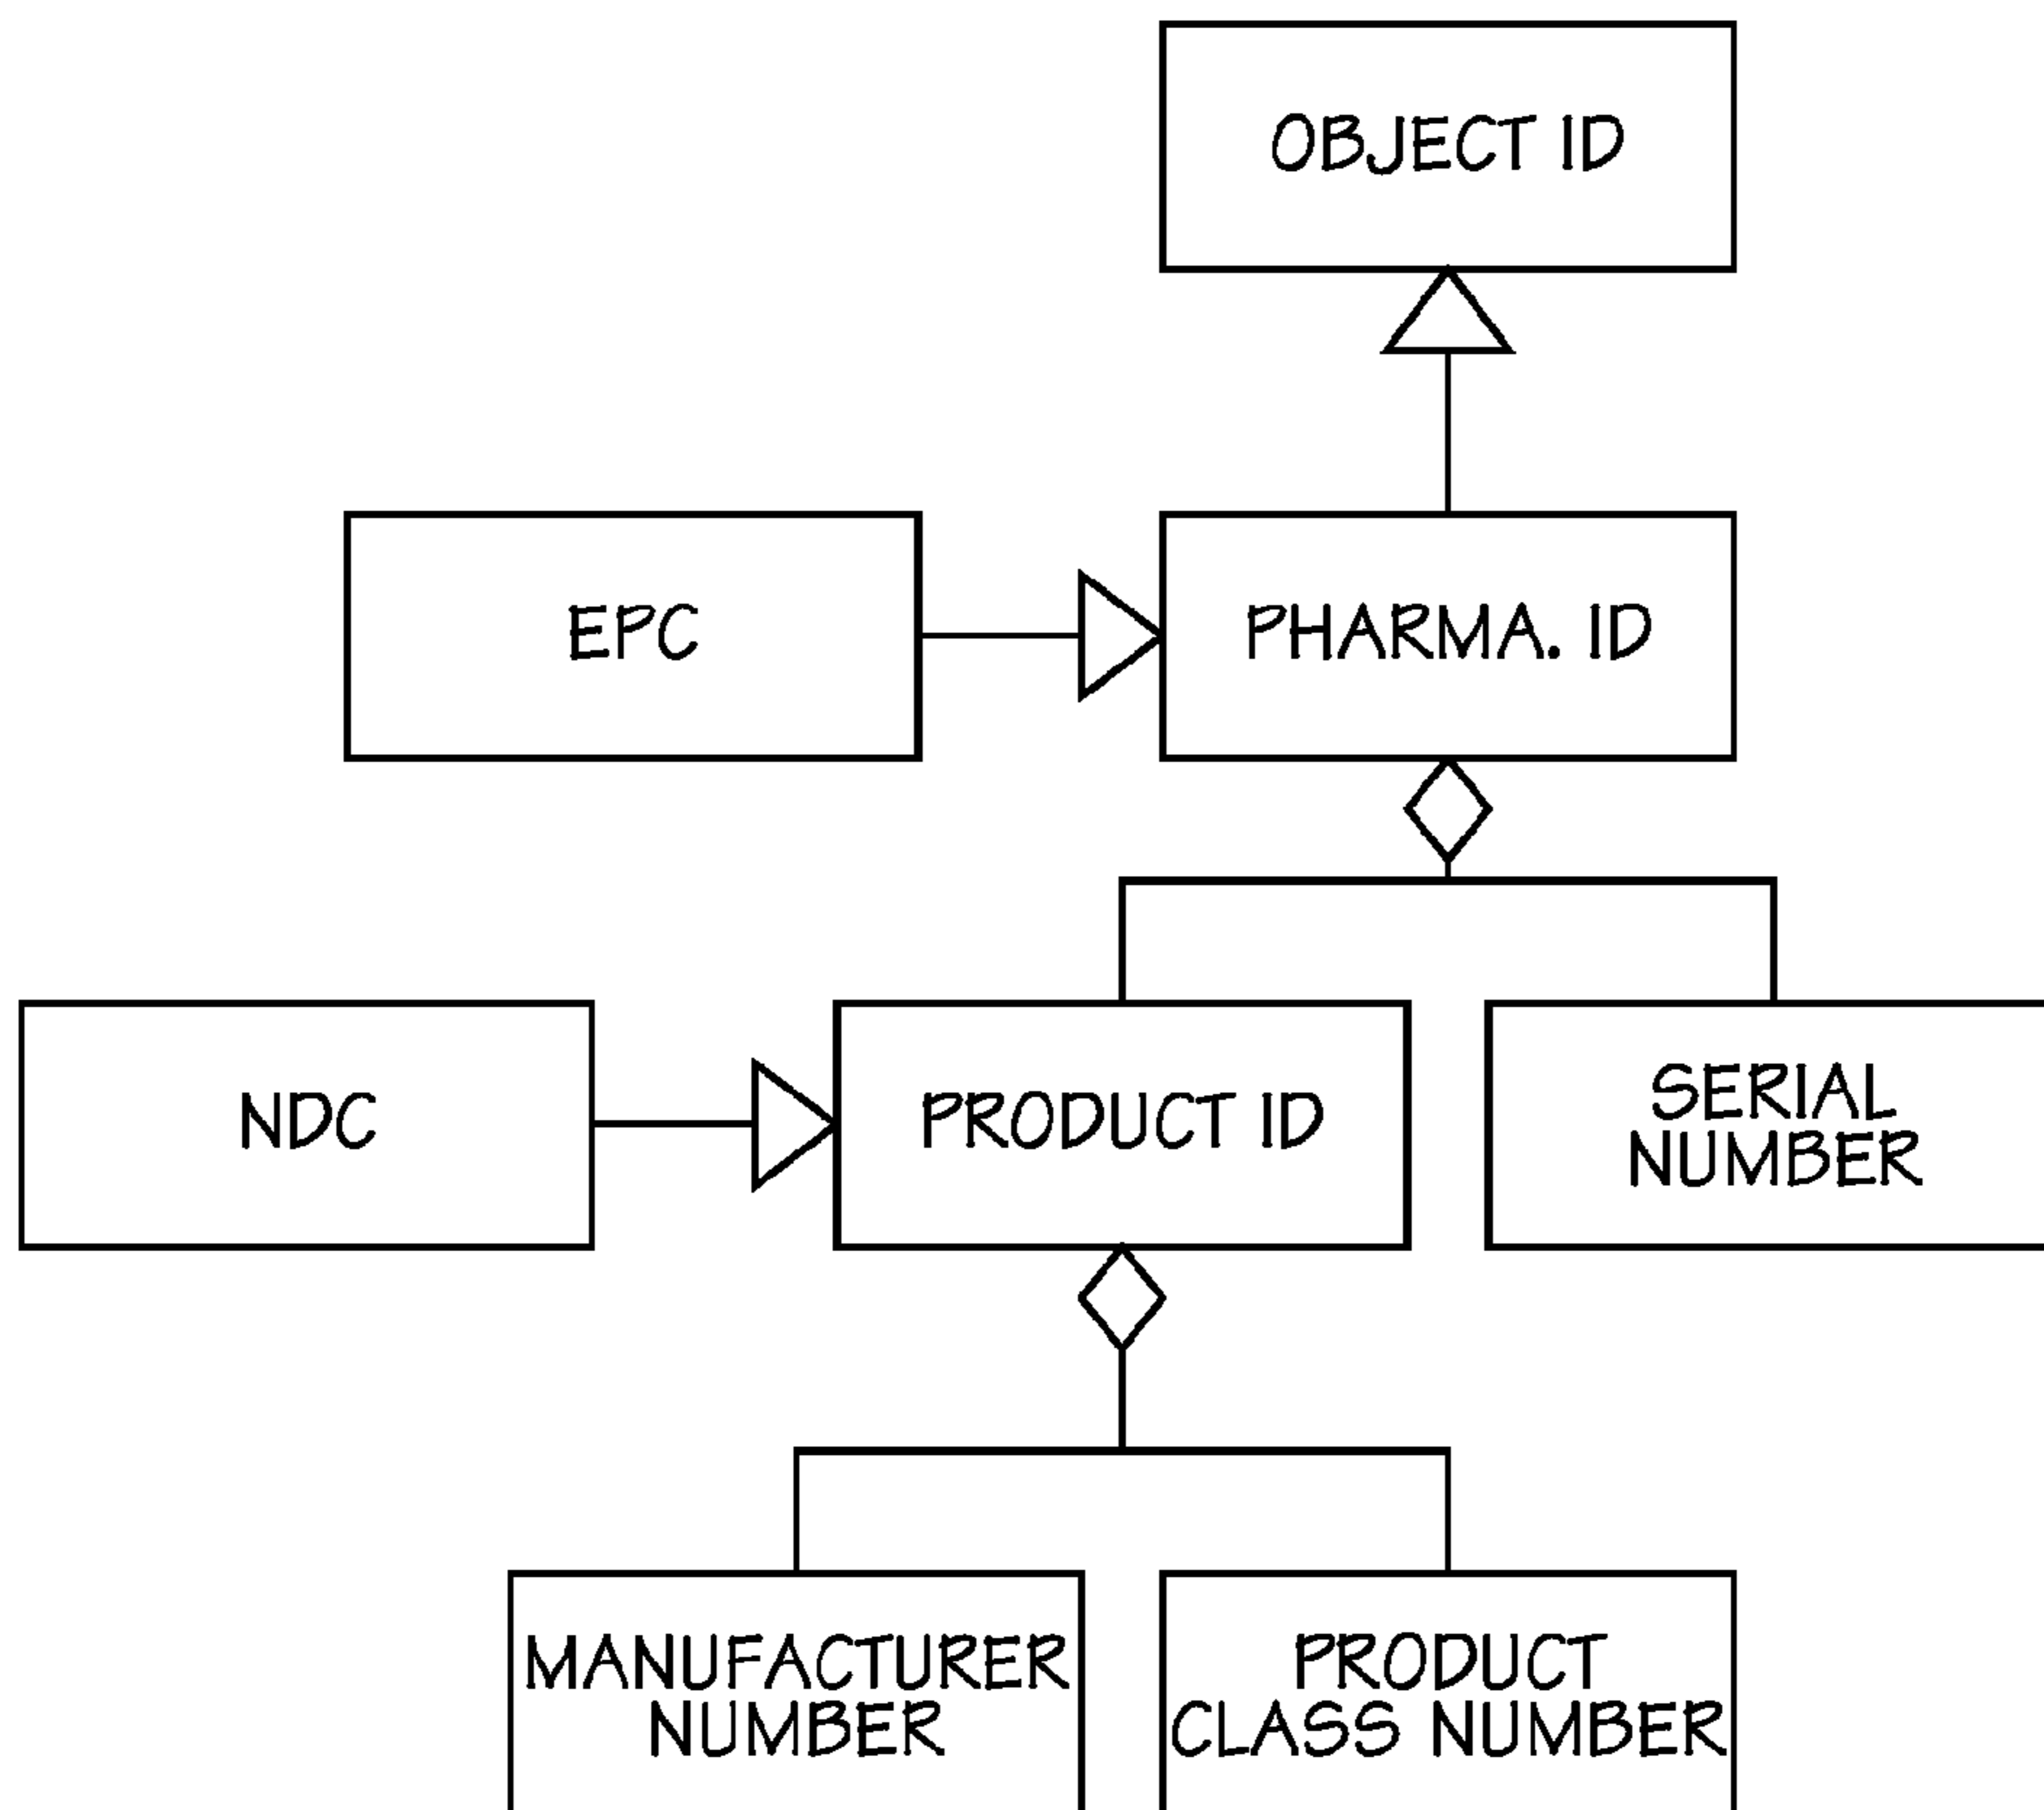 OBJECT ID
EPC
PHARMA. ID
NDC
PRODUCT ID
SERIAL
NUMBER
MANUFACTURER
NUMBER
PRODUCT
CLASS NUMBER